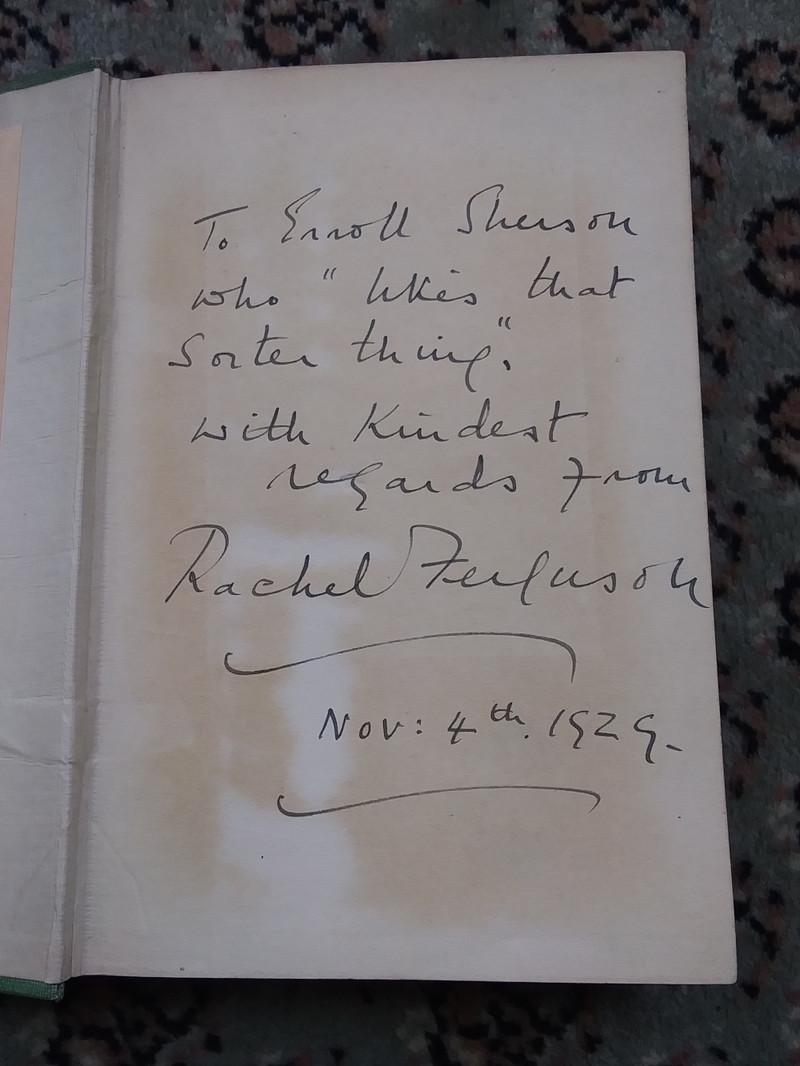 To Erroll Sherson
who "likes that
Sorter thing".
with kindest
regards from
Rachel Ferguson
Nov: 4th. 1929.